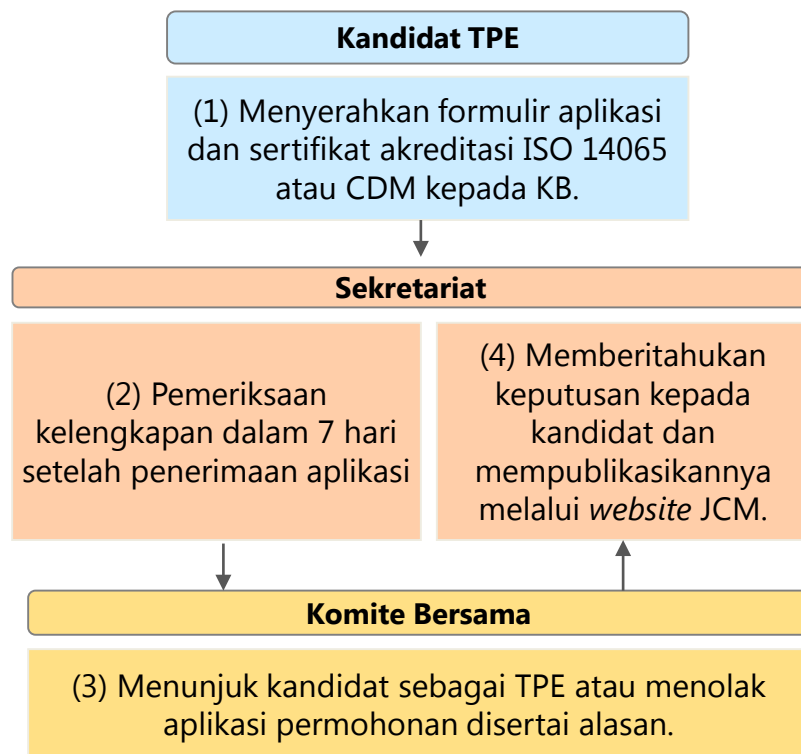 Kandidat TPE
(1) Menyerahkan formulir aplikasi
dan sertifikat akreditasi ISO 14065
atau CDM kepada KB.
Sekretariat
(2) Pemeriksaan
kelengkapan dalam 7 hari
setelah penerimaan aplikasi
(4) Memberitahukan
keputusan kepada
kandidat dan
mempublikasikannya
melalui website JCM.
Komite Bersama
(3) Menunjuk kandidat sebagai TPE atau menolak
aplikasi permohonan disertai alasan.